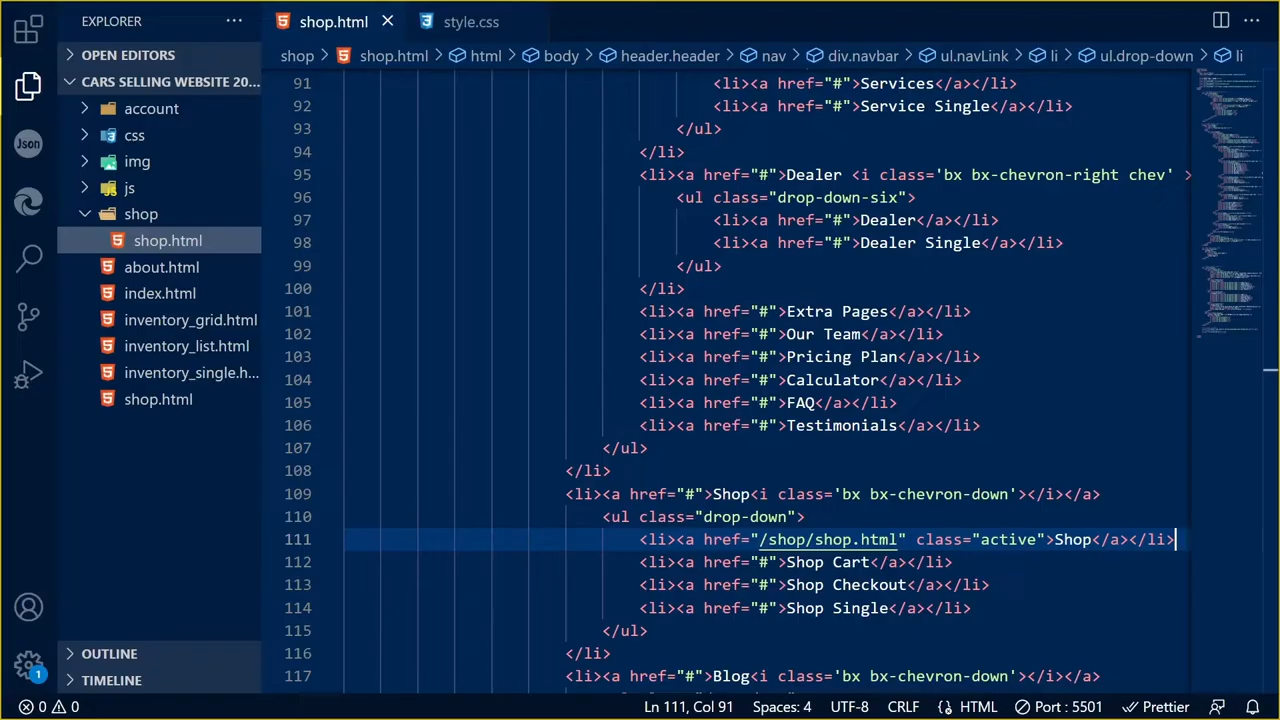 EXPLORER
OPEN EDITORS
CARS SELLING WEBSITE 20...
account
css
img
js
shop
shop.html
about.html
index.html
inventory_grid.html
inventory_list.html
inventory_single.h...
shop.html
OUTLINE
TIMELINE
Json
1
shop.html
style.css
shop shop.html html body header.header nav div.navbar ul.navLink li ul.drop-down li
91 <li><a href="#">Services</a></li>
92 <li><a href="#">Service Single</a></li>
93 </ul>
94 </li>
95 <li><a href="#">Dealer <i class='bx bx-chevron-right chev' >
96 <ul class="drop-down-six">
97 <li><a href="#">Dealer</a></li>
98 <li><a href="#">Dealer Single</a></li>
99 </ul>
100 </li>
101 <li><a href="#">Extra Pages</a></li>
102 <li><a href="#">Our Team</a></li>
103 <li><a href="#">Pricing Plan</a></li>
104 <li><a href="#">Calculator</a></li>
105 <li><a href="#">FAQ</a></li>
106 <li><a href="#">Testimonials</a></li>
107 </ul>
108 </li>
109 <li><a href="#">Shop<i class='bx bx-chevron-down'></i></a>
110 <ul class="drop-down">
111 <li><a href="/shop/shop.html" class="active">Shop</a></li>
112 <li><a href="#">Shop Cart</a></li>
113 <li><a href="#">Shop Checkout</a></li>
114 <li><a href="#">Shop Single</a></li>
115 </ul>
116 </li>
117 <li><a href="#">Blog<i class='bx bx-chevron-down'></i></a>
0 0 Ln 111, Col 91 Spaces: 4 UTF-8 CRLF HTML Port : 5501 Prettier